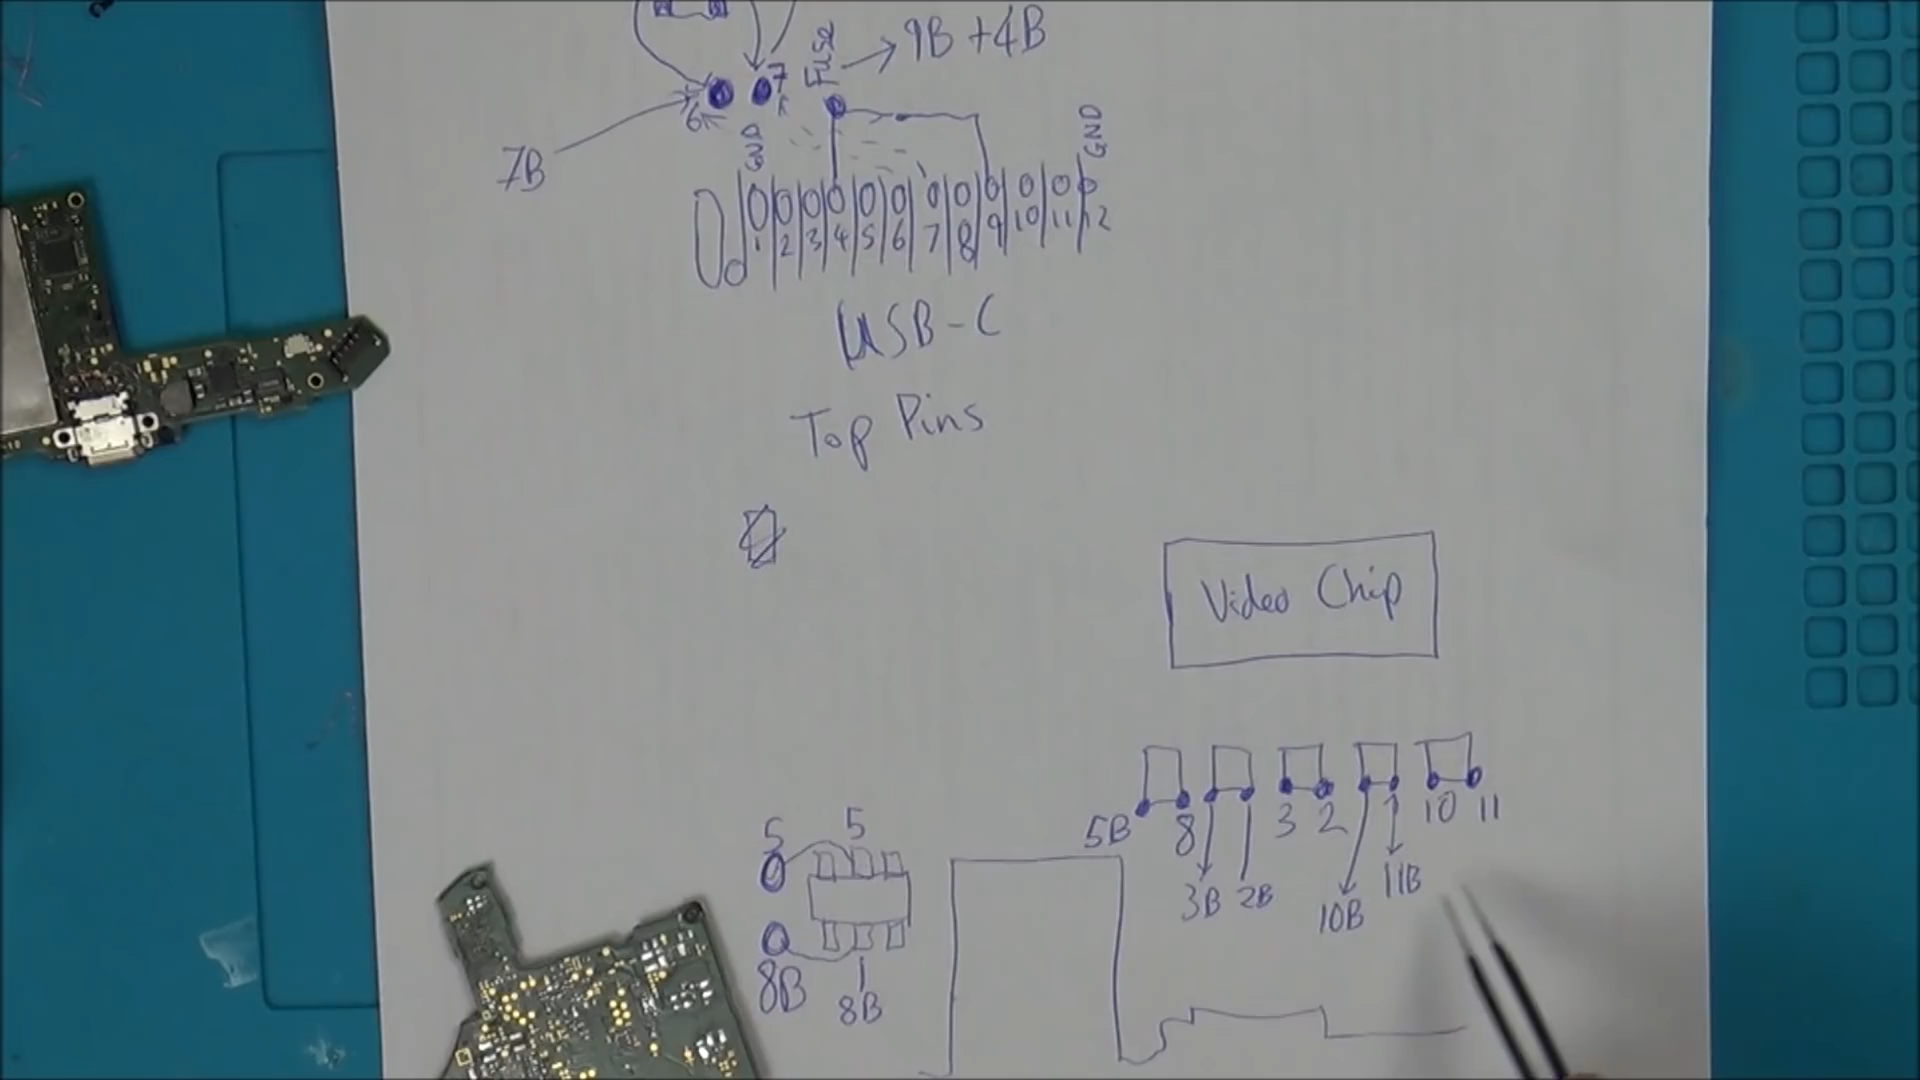 Fuse → 9B + 4B
6 7
7B
GND GND
1 2 3 4 5 6 7 8 9 10 11 12
USB-C
Top Pins
Video Chip
5B 8 3 2 10 11
3B 2B 10B 11B
5 5
8B 8B